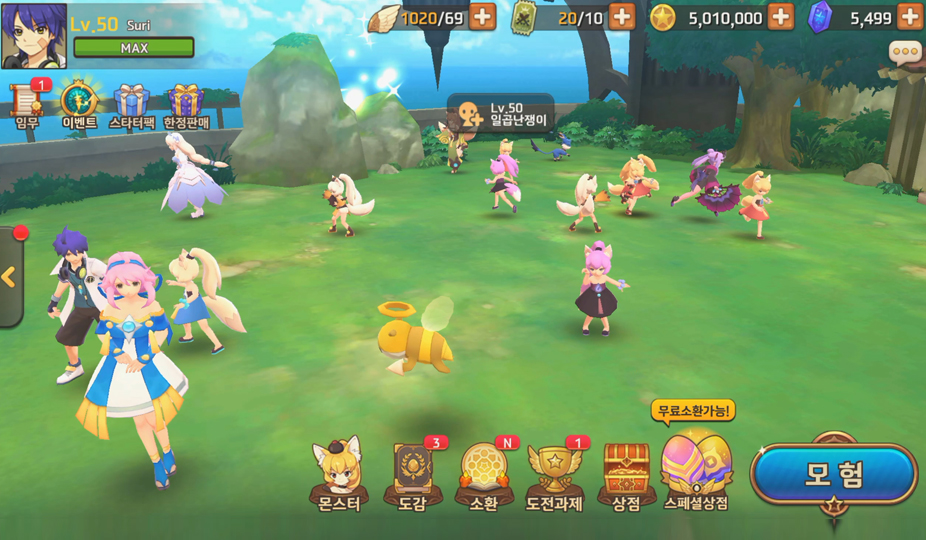 Lv.50 Suri
MAX
1020/69
20/10
5,010,000
5,499
1
임무
이벤트
스타터팩
한정판매
Lv.50
일곱난쟁이
무료소환가능!
3
N
1
몬스터
도감
소환
도전과제
상점
스페셜상점
모험